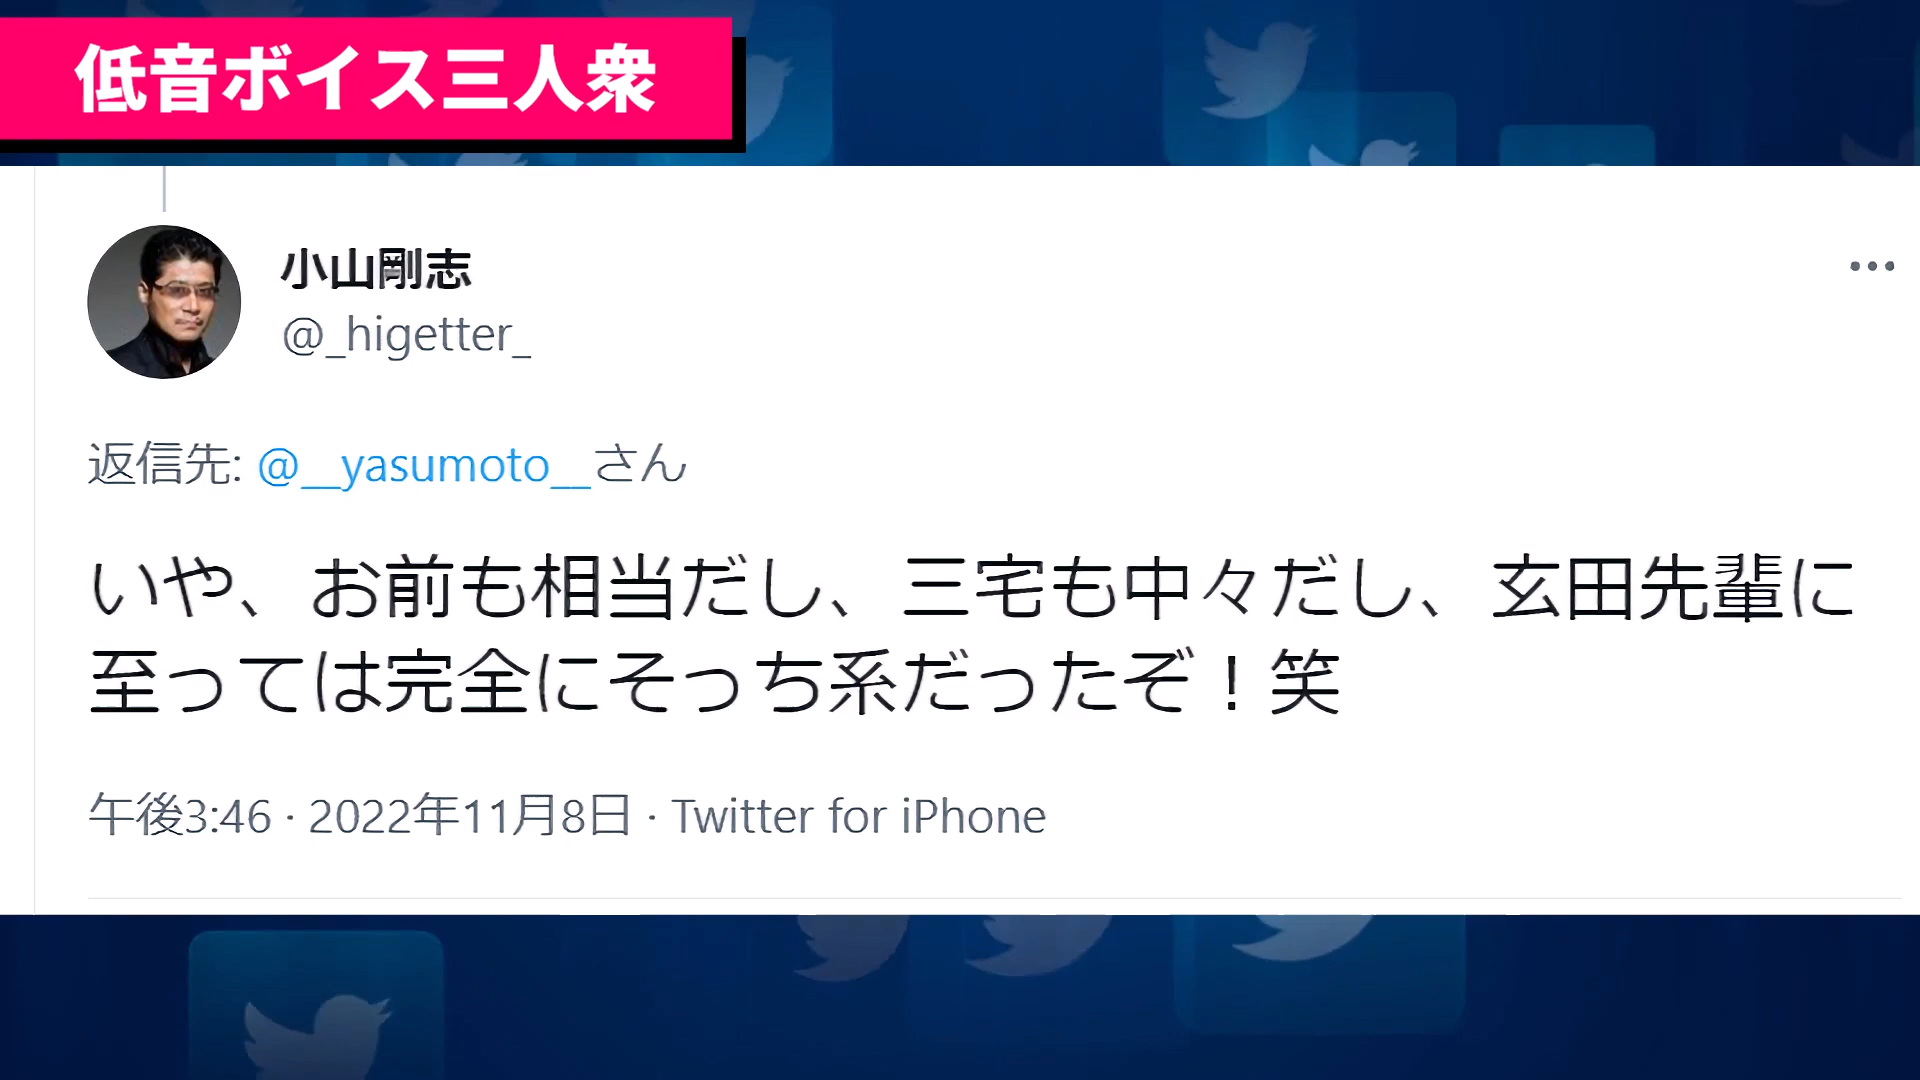 低音ボイス三人衆
小山剛志
@_higetter_
返信先: @__yasumoto__さん
いや、お前も相当だし、三宅も中々だし、玄田先輩に
至っては完全にそっち系だったぞ！笑
午後3:46 · 2022年11月8日 · Twitter for iPhone